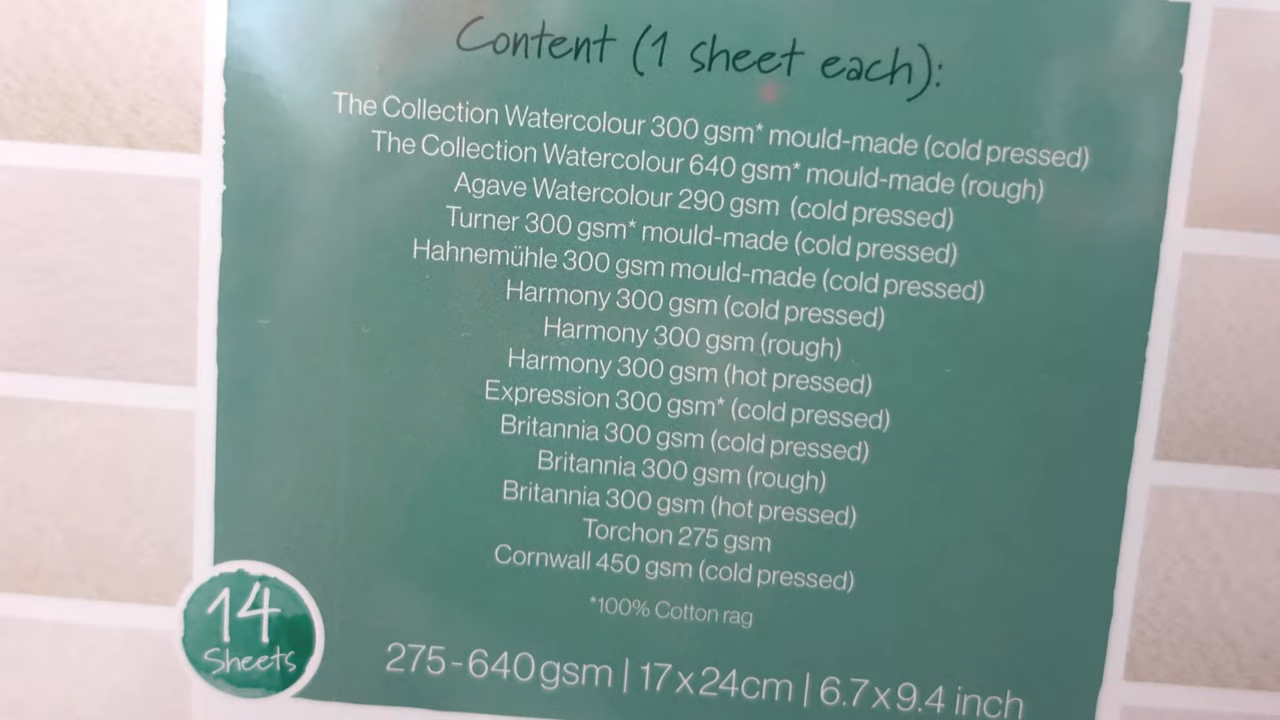 Content (1 sheet each):
The Collection Watercolour 300 gsm* mould-made (cold pressed)
The Collection Watercolour 640 gsm* mould-made (rough)
Agave Watercolour 290 gsm (cold pressed)
Turner 300 gsm* mould-made (cold pressed)
Hahnemühle 300 gsm mould-made (cold pressed)
Harmony 300 gsm (cold pressed)
Harmony 300 gsm (rough)
Harmony 300 gsm (hot pressed)
Expression 300 gsm* (cold pressed)
Britannia 300 gsm (cold pressed)
Britannia 300 gsm (rough)
Britannia 300 gsm (hot pressed)
Torchon 275 gsm
Cornwall 450 gsm (cold pressed)
*100% Cotton rag
14
Sheets
275-640gsm | 17x24cm | 6.7x9.4 inch